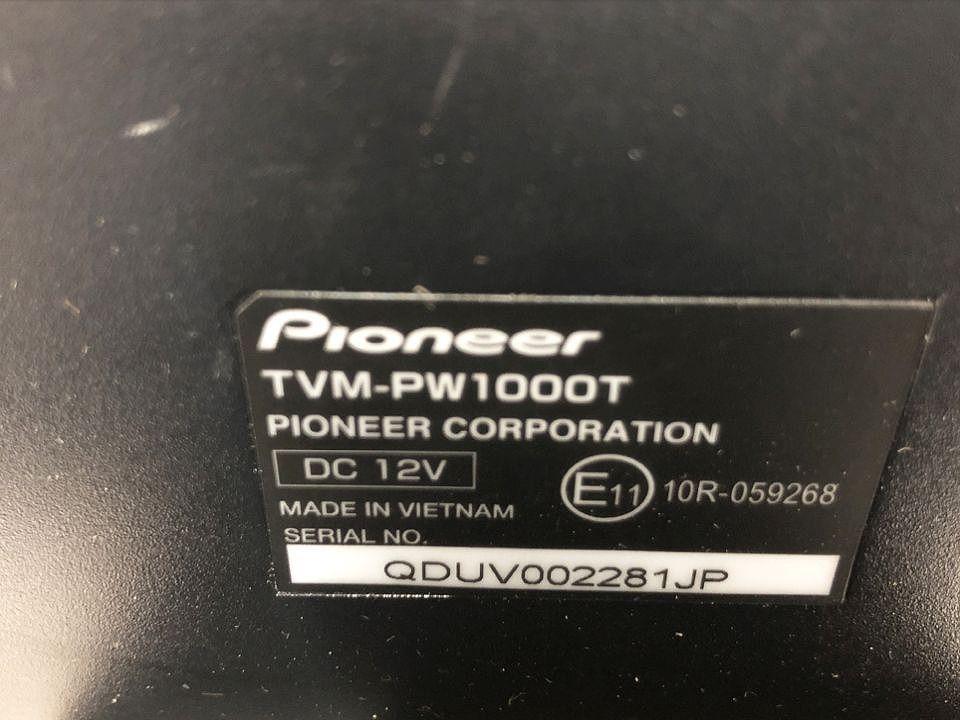 Pioneer
TVM-PW1000T
PIONEER CORPORATION
DC 12V
E11 10R-059268
MADE IN VIETNAM
SERIAL NO.
QDUV002281JP